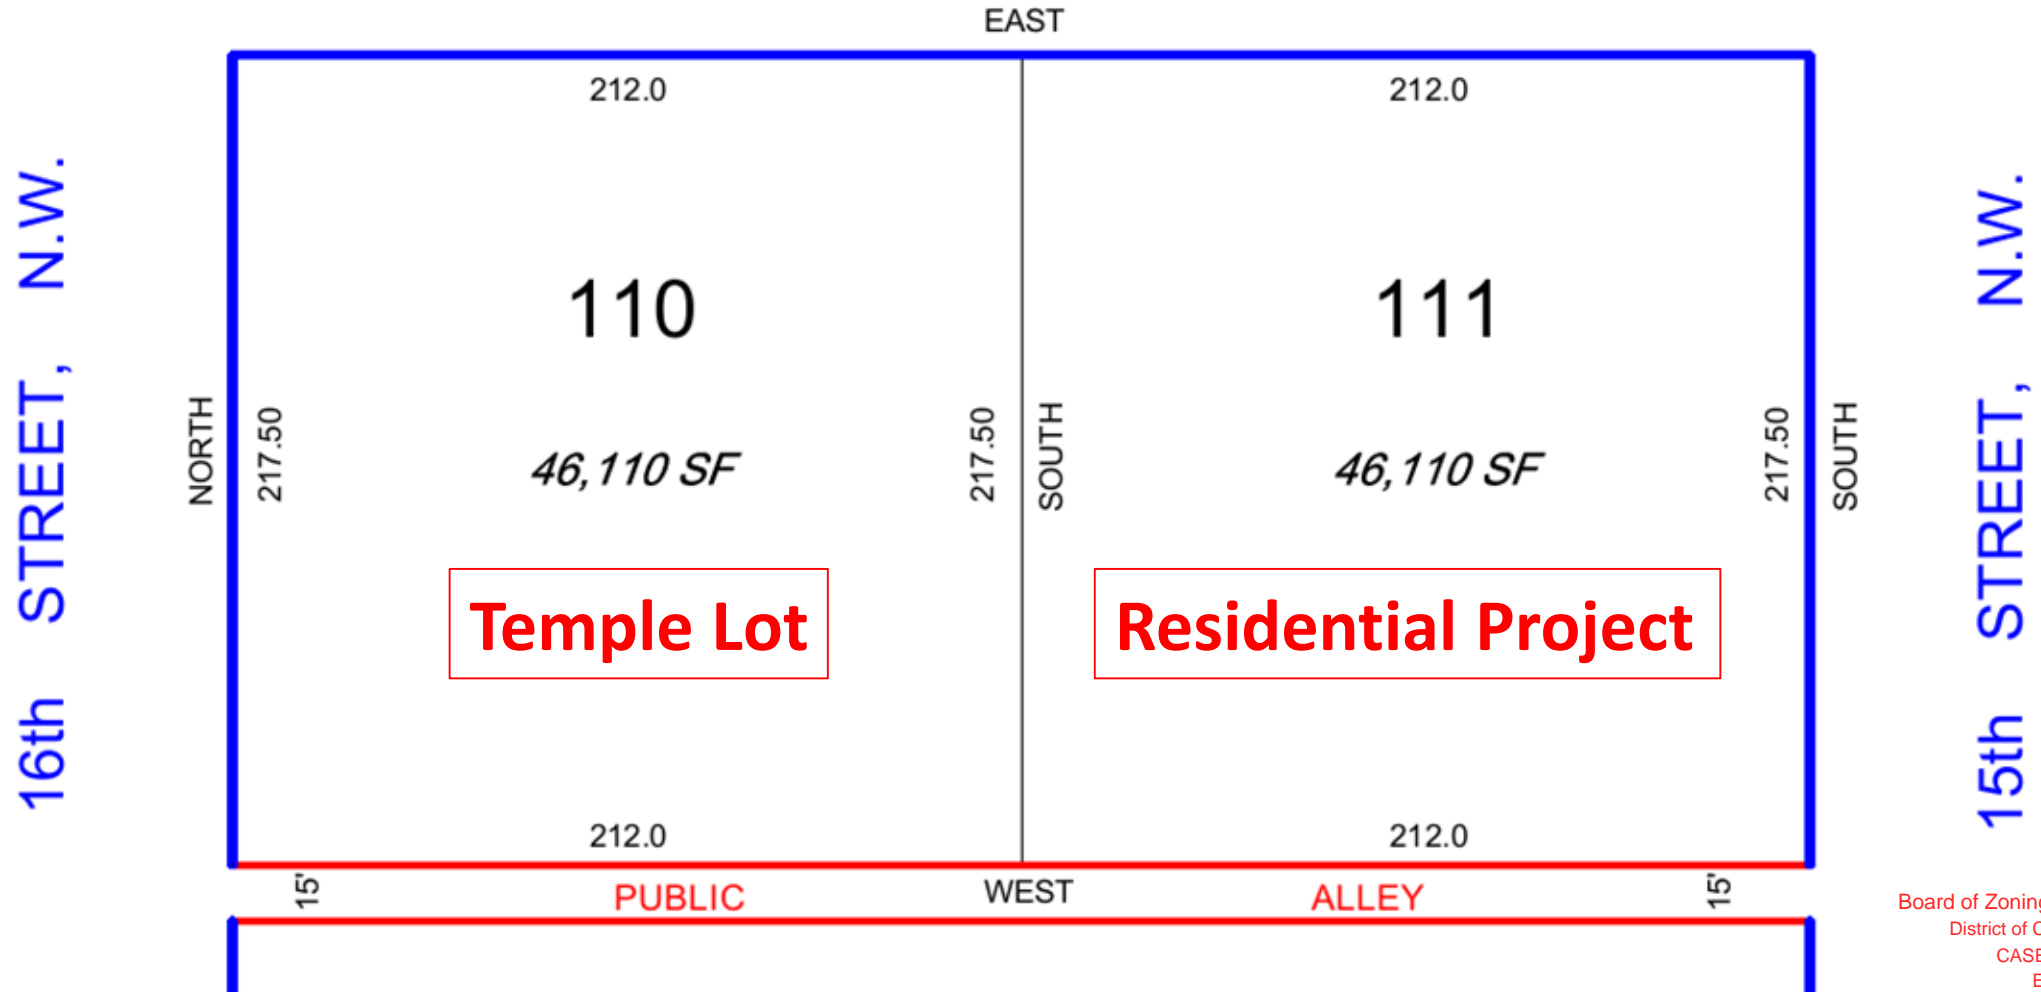 EAST
212.0
212.0
16th STREET, N.W.
15th STREET, N.W.
110
111
NORTH
217.50
217.50
SOUTH
217.50
SOUTH
46,110 SF
46,110 SF
Temple Lot
Residential Project
212.0
212.0
15'
PUBLIC
WEST
ALLEY
15'
Board of Zoning
District of
CASE